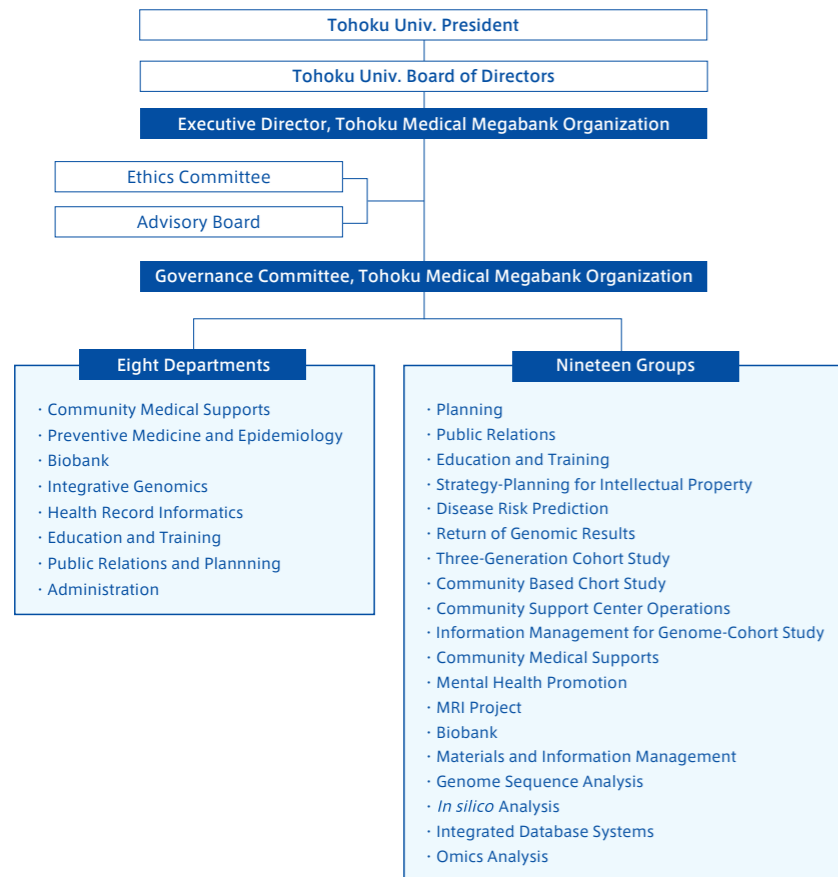 Tohoku Univ. President
Tohoku Univ. Board of Directors
Executive Director, Tohoku Medical Megabank Organization
Ethics Committee
Advisory Board
Governance Committee, Tohoku Medical Megabank Organization
Eight Departments
· Community Medical Supports
· Preventive Medicine and Epidemiology
· Biobank
· Integrative Genomics
· Health Record Informatics
· Education and Training
· Public Relations and Plannning
· Administration
Nineteen Groups
· Planning
· Public Relations
· Education and Training
· Strategy-Planning for Intellectual Property
· Disease Risk Prediction
· Return of Genomic Results
· Three-Generation Cohort Study
· Community Based Chort Study
· Community Support Center Operations
· Information Management for Genome-Cohort Study
· Community Medical Supports
· Mental Health Promotion
· MRI Project
· Biobank
· Materials and Information Management
· Genome Sequence Analysis
· In silico Analysis
· Integrated Database Systems
· Omics Analysis